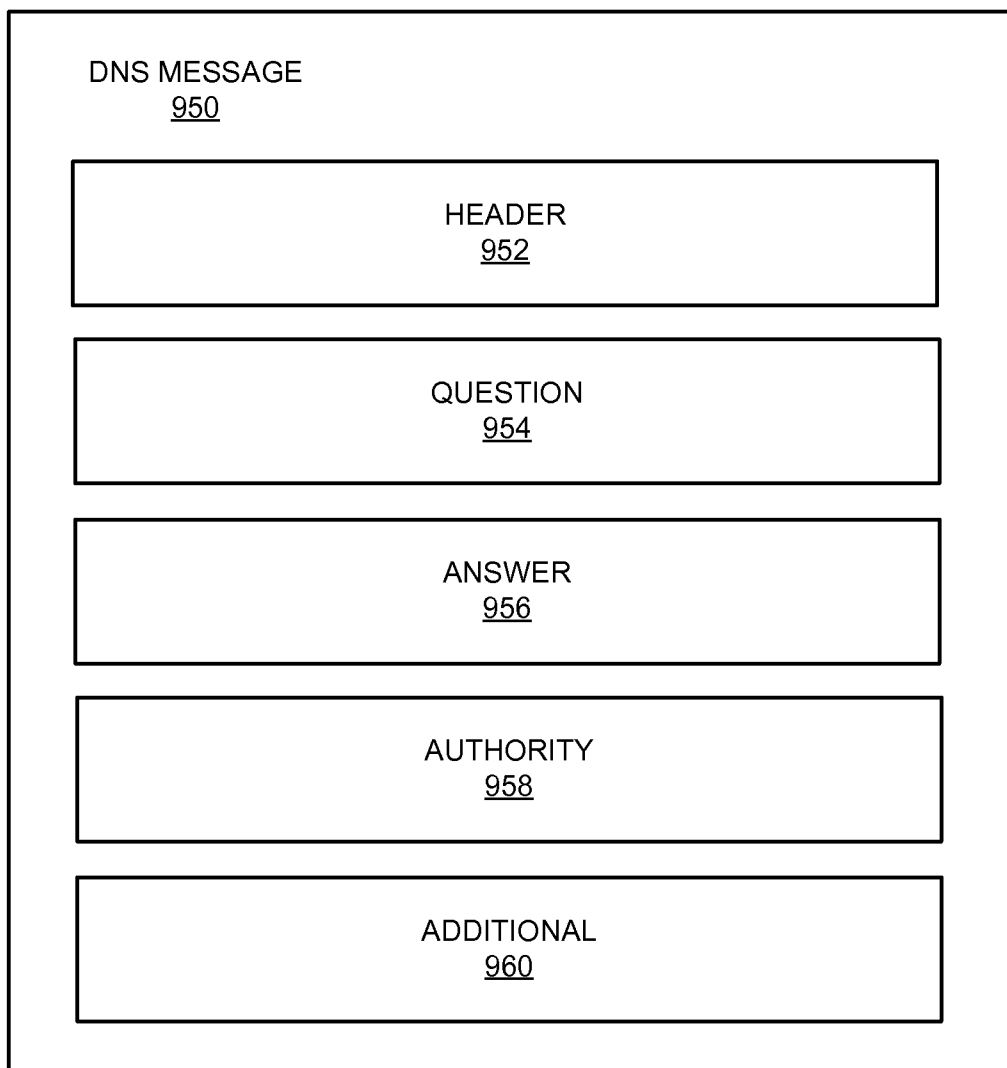 DNS MESSAGE
950
HEADER
952
QUESTION
954
ANSWER
956
AUTHORITY
958
ADDITIONAL
960